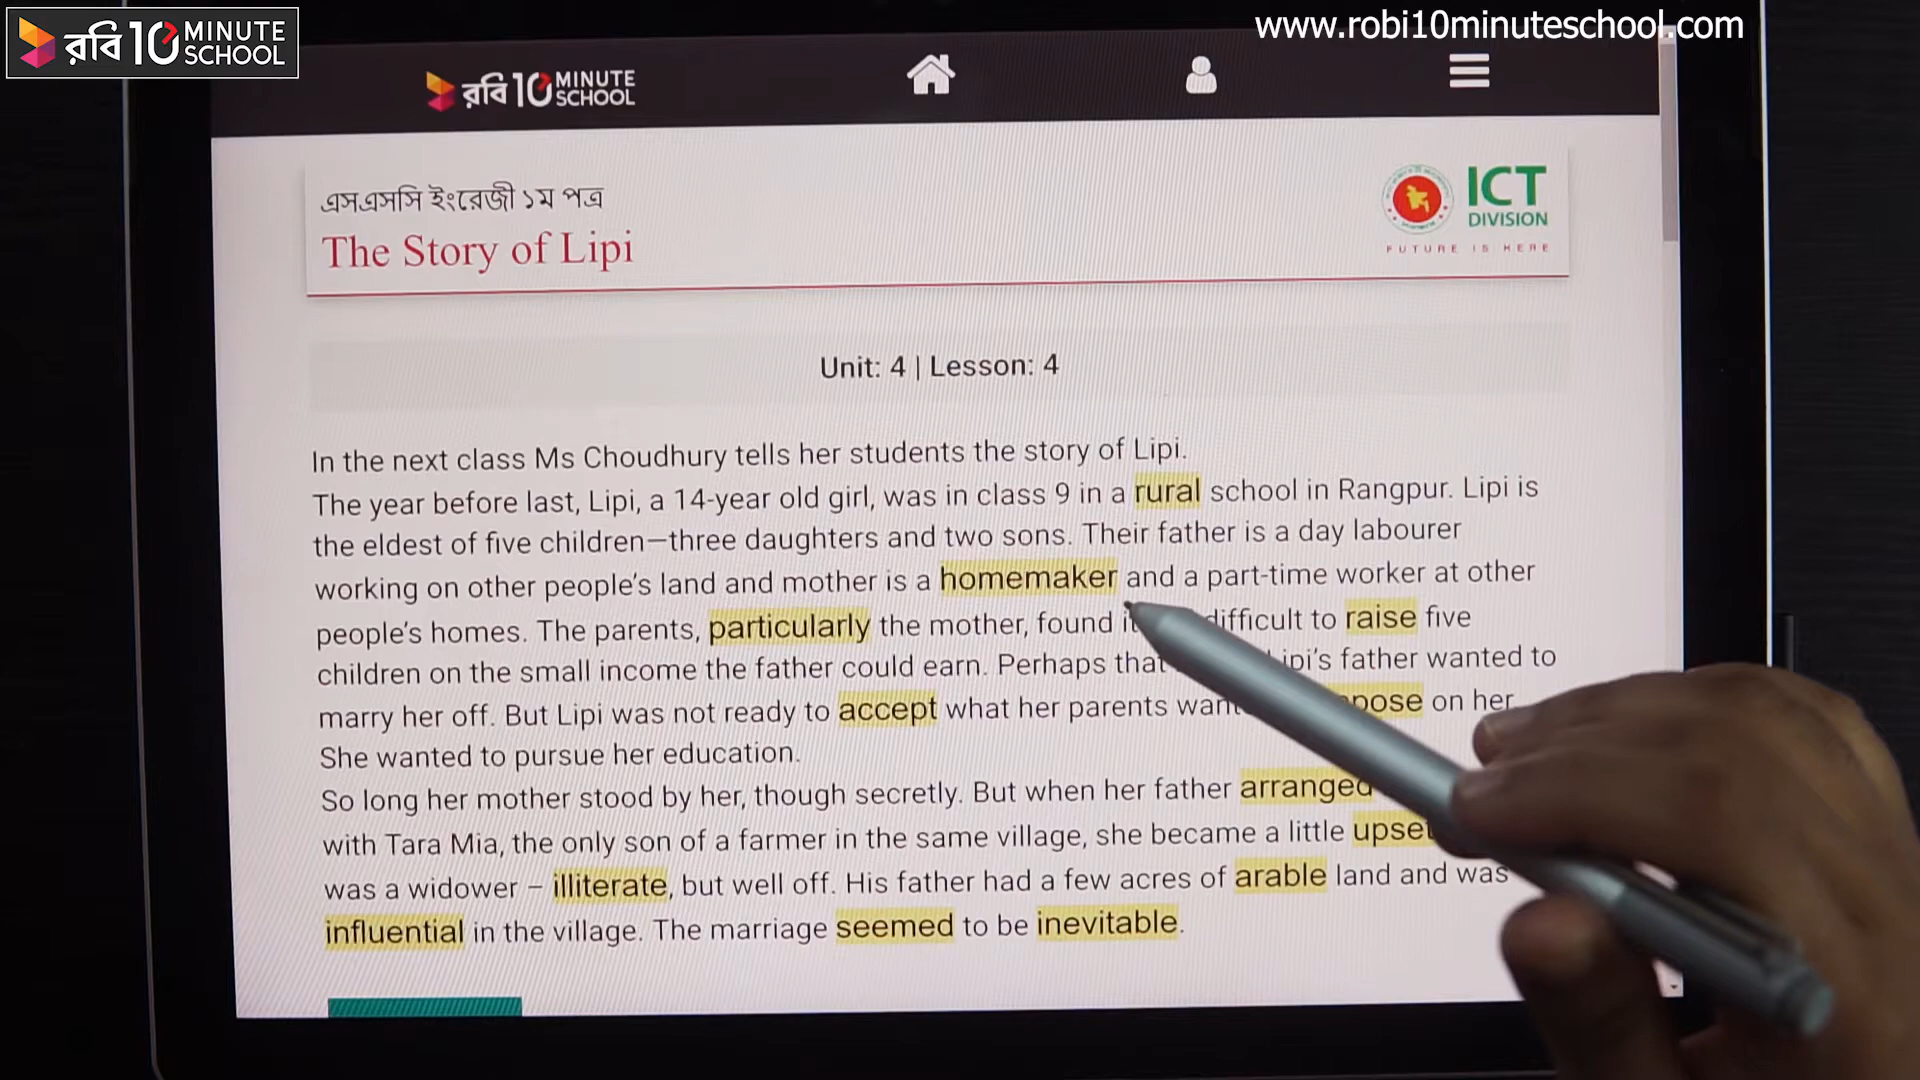 রবি 10 MINUTE SCHOOL
www.robi10minuteschool.com
রবি 10 MINUTE SCHOOL
এসএসসি ইংরেজী ১ম পত্র
The Story of Lipi
ICT
DIVISION
FUTURE IS HERE
Unit: 4 | Lesson: 4
In the next class Ms Choudhury tells her students the story of Lipi.
The year before last, Lipi, a 14-year old girl, was in class 9 in a rural school in Rangpur. Lipi is
the eldest of five children—three daughters and two sons. Their father is a day labourer
working on other people's land and mother is a homemaker and a part-time worker at other
people's homes. The parents, particularly the mother, found difficult to raise five
children on the small income the father could earn. Perhaps Lipi's father wanted to
marry her off. But Lipi was not ready to accept what her parents on her.
She wanted to pursue her education.
So long her mother stood by her, though secretly. But when her father arranged
with Tara Mia, the only son of a farmer in the same village, she became a little upset
was a widower – illiterate, but well off. His father had a few acres of arable land and was
influential in the village. The marriage seemed to be inevitable.